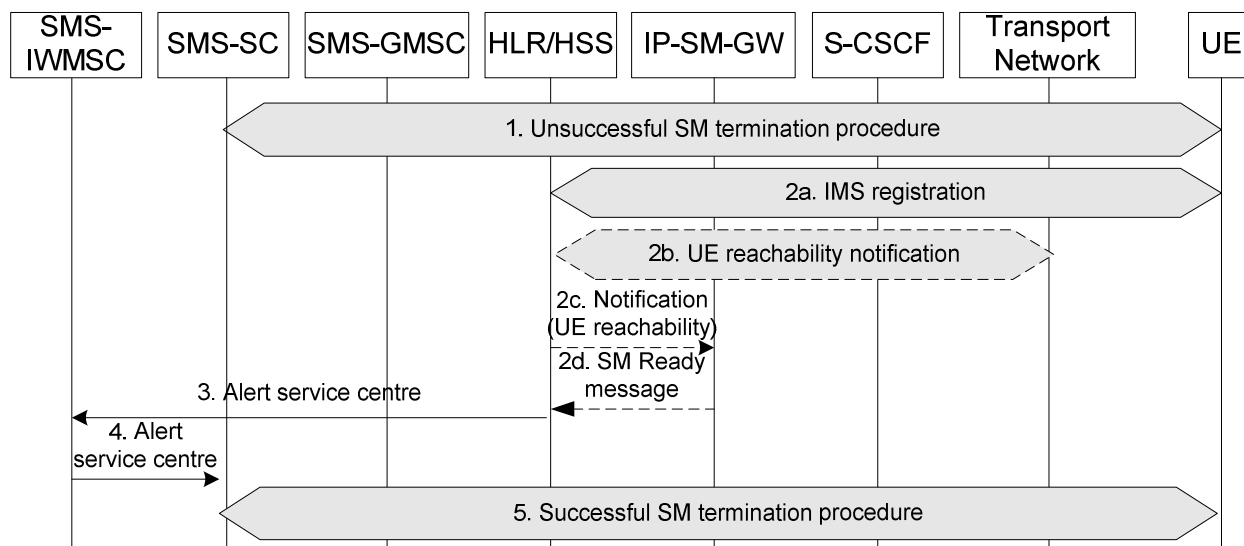 SMS-
IWMSC
SMS-SC
SMS-GMSC
HLR/HSS
IP-SM-GW
S-CSCF
Transport
Network
UE
1. Unsuccessful SM termination procedure
2a. IMS registration
2b. UE reachability notification
2c. Notification
(UE reachability)
2d. SM Ready
message
3. Alert service centre
4. Alert
service centre
5. Successful SM termination procedure